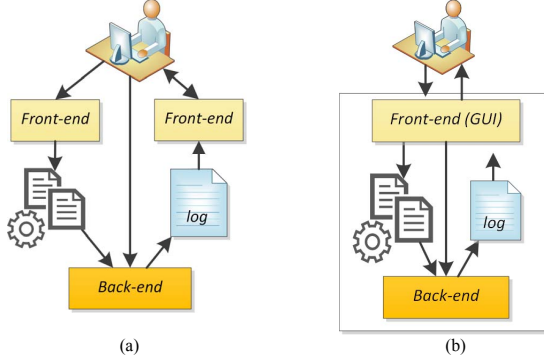 Front-end
Front-end
log
Back-end
(a)
Front-end (GUI)
log
Back-end
(b)